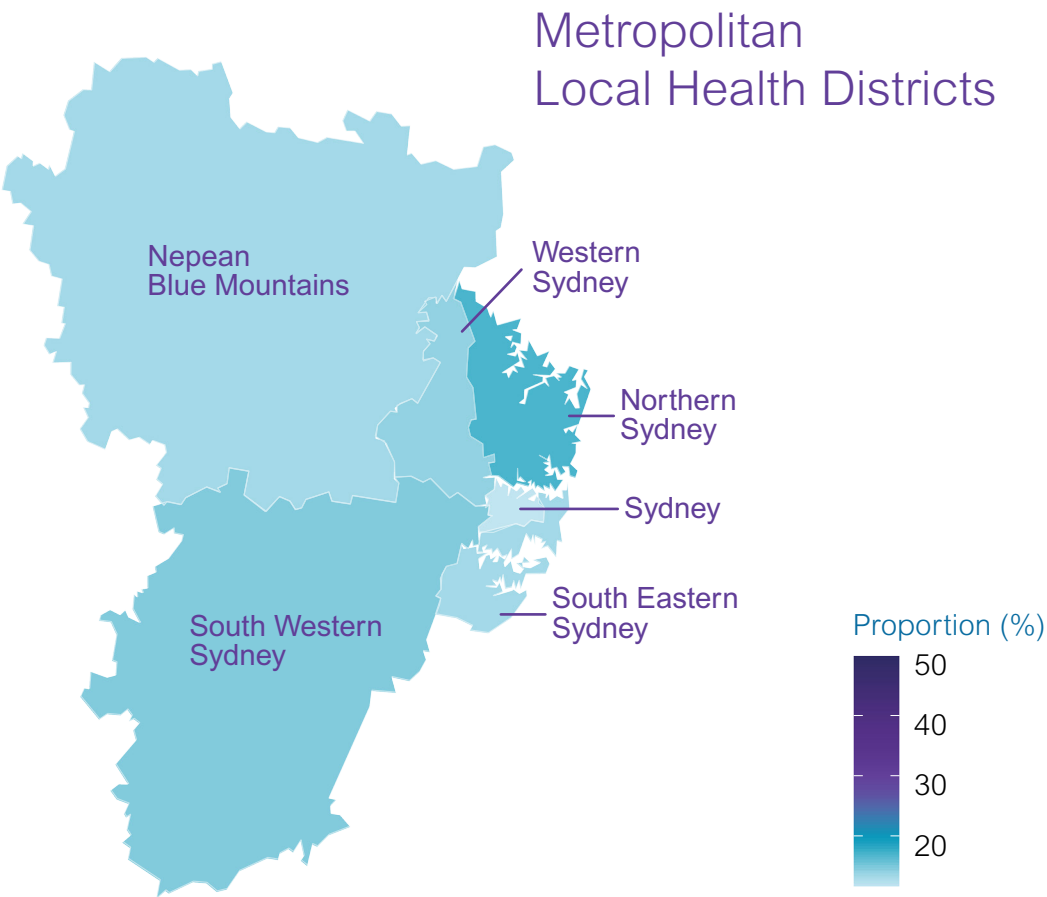 Metropolitan
Local Health Districts
Nepean
Blue Mountains
Western
Sydney
Northern
Sydney
Sydney
South Eastern
Sydney
South Western
Sydney
Proportion (%)
50
40
30
20